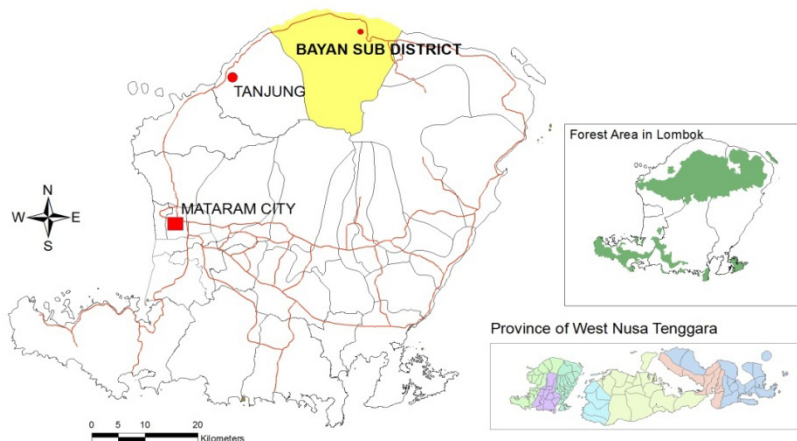 BAYAN SUB DISTRICT
TANJUNG
Forest Area in Lombok
N
W E
S
MATARAM CITY
Province of West Nusa Tenggara
0 5 10 20
Kilometers